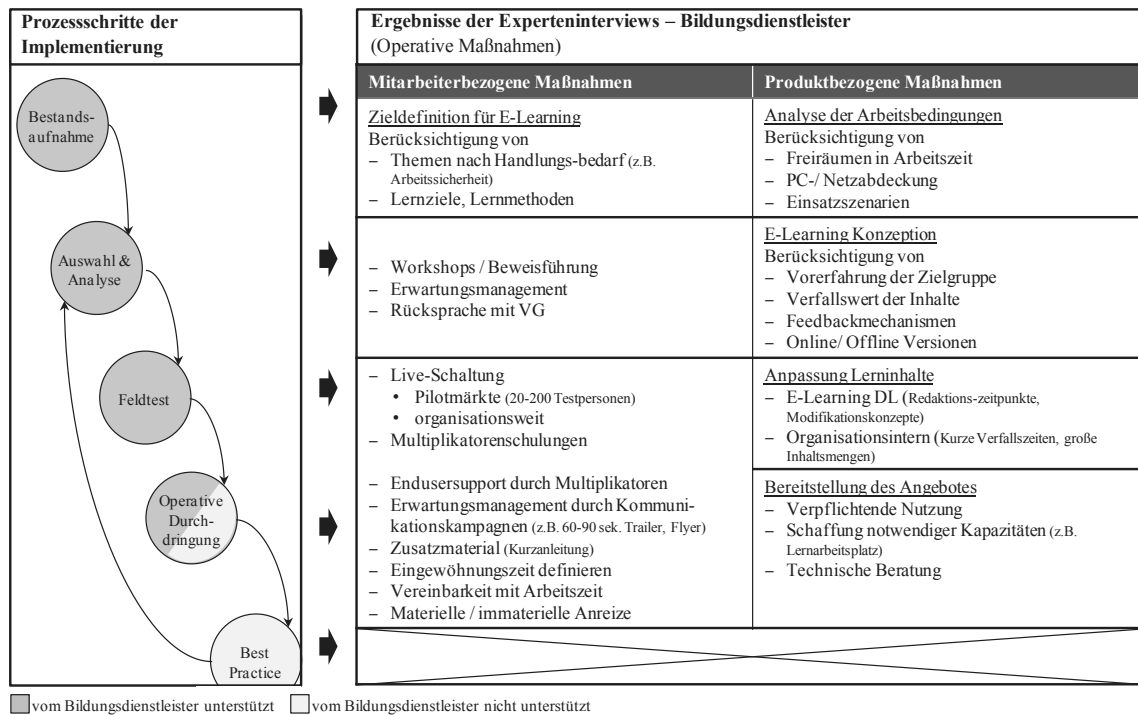 Prozessschritte der
Implementierung
Bestands-
aufnahme
Auswahl &
Analyse
Feldtest
Operative
Durch-
dringung
Best
Practice
Ergebnisse der Experteninterviews – Bildungsdienstleister
(Operative Maßnahmen)
Mitarbeiterbezogene Maßnahmen
Zieldefinition für E-Learning
Berücksichtigung von
– Themen nach Handlungs-bedarf (z.B.
Arbeitssicherheit)
– Lernziele, Lernmethoden
– Workshops / Beweisführung
– Erwartungsmanagement
– Rücksprache mit VG
– Live-Schaltung
• Pilotmärkte (20-200 Testpersonen)
• organisationsweit
– Multiplikatorenschulungen
– Endusersupport durch Multiplikatoren
– Erwartungsmanagement durch Kommuni-
kationskampagnen (z.B. 60-90 sek. Trailer, Flyer)
– Zusatzmaterial (Kurzanleitung)
– Eingewöhnungszeit definieren
– Vereinbarkeit mit Arbeitszeit
– Materielle / immaterielle Anreize
Produktbezogene Maßnahmen
Analyse der Arbeitsbedingungen
Berücksichtigung von
– Freiräumen in Arbeitszeit
– PC-/ Netzabdeckung
– Einsatzszenarien
E-Learning Konzeption
Berücksichtigung von
– Vorerfahrung der Zielgruppe
– Verfallswert der Inhalte
– Feedbackmechanismen
– Online/ Offline Versionen
Anpassung Lerninhalte
– E-Learning DL (Redaktions-zeitpunkte,
Modifikationskonzepte)
– Organisationsintern (Kurze Verfallszeiten, große
Inhaltsmengen)
Bereitstellung des Angebotes
– Verpflichtende Nutzung
– Schaffung notwendiger Kapazitäten (z.B.
Lernarbeitsplatz)
– Technische Beratung
vom Bildungsdienstleister unterstützt
vom Bildungsdienstleister nicht unterstützt